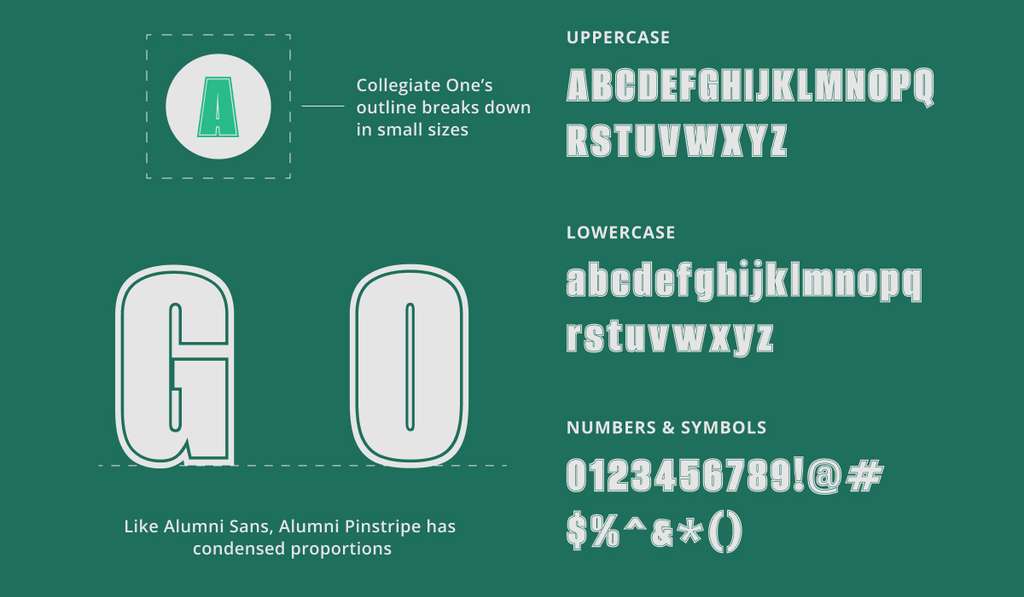 A
Collegiate One’s
outline breaks down
in small sizes
GO
Like Alumni Sans, Alumni Pinstripe has
condensed proportions
UPPERCASE
ABCDEFGHIJKLMNOPQ
RSTUVWXYZ
LOWERCASE
abcdefghijklmnopq
rstuvwxyz
NUMBERS & SYMBOLS
0123456789!@#
$%^&*()